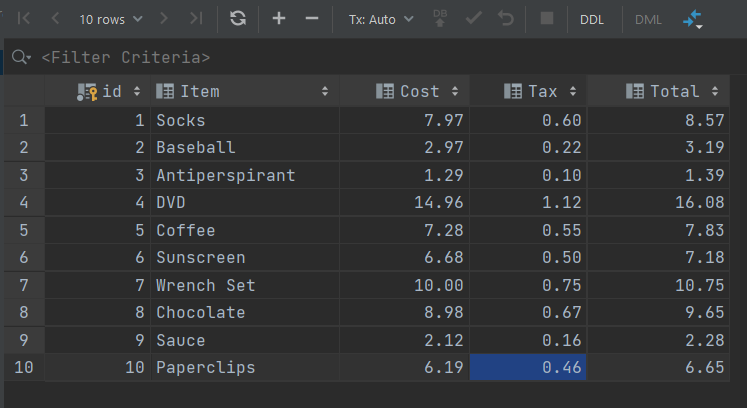 10 rows Tx: Auto DB DDL DML
<Filter Criteria>
id Item Cost Tax Total
1 1 Socks 7.97 0.60 8.57
2 2 Baseball 2.97 0.22 3.19
3 3 Antiperspirant 1.29 0.10 1.39
4 4 DVD 14.96 1.12 16.08
5 5 Coffee 7.28 0.55 7.83
6 6 Sunscreen 6.68 0.50 7.18
7 7 Wrench Set 10.00 0.75 10.75
8 8 Chocolate 8.98 0.67 9.65
9 9 Sauce 2.12 0.16 2.28
10 10 Paperclips 6.19 0.46 6.65